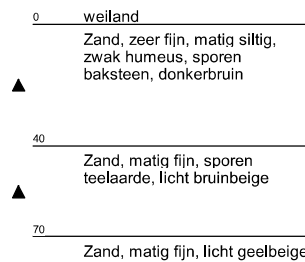 0 weiland
Zand, zeer fijn, matig siltig,
zwak humeus, sporen
baksteen, donkerbruin
40
Zand, matig fijn, sporen
teelaarde, licht bruinbeige
70
Zand, matig fijn, licht geelbeige